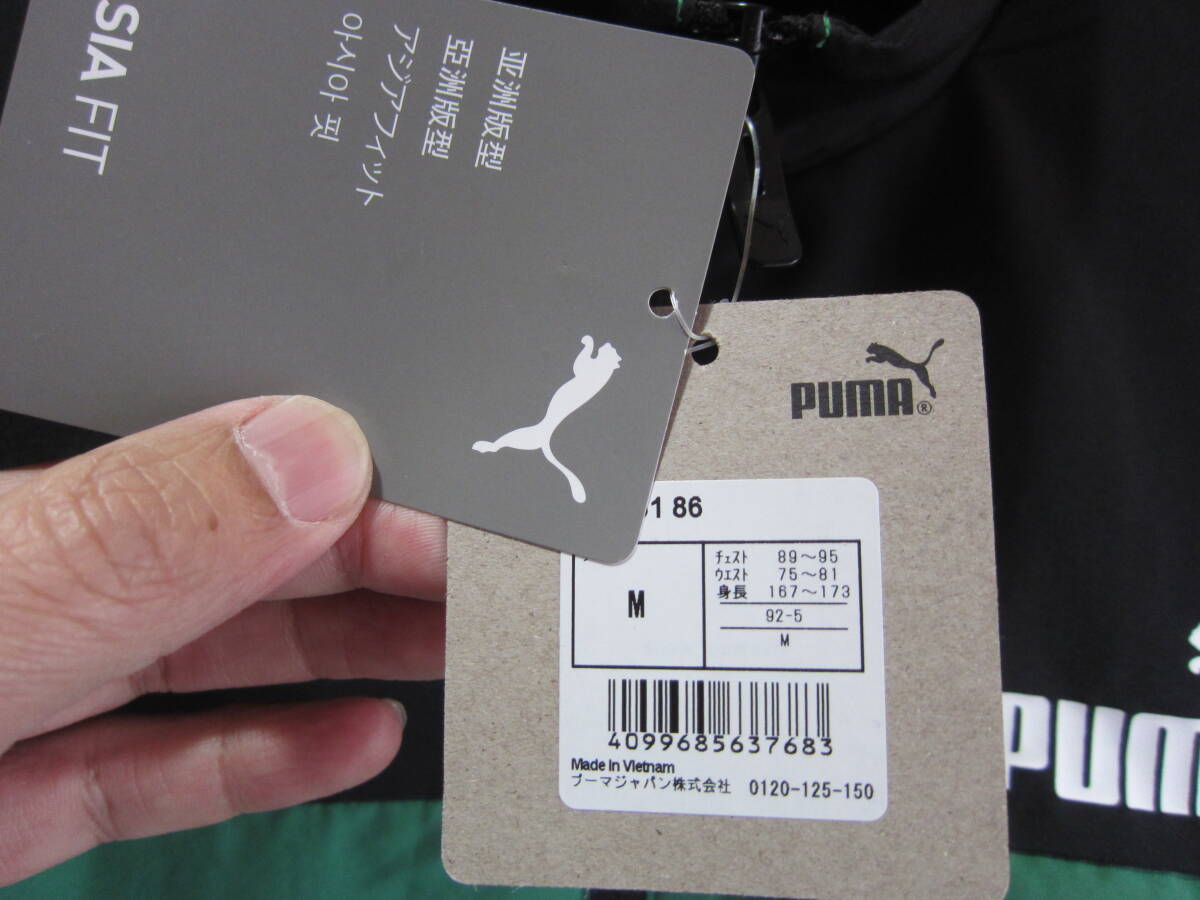 SIA FIT
亚洲版型
亞洲版型
アジアフィット
아시아 핏
PUMA®
1 86
M
チェスト 89～95
ウエスト 75～81
身長 167～173
92-5
M
4099685637683
Made in Vietnam
プーマジャパン株式会社 0120-125-150
PUM